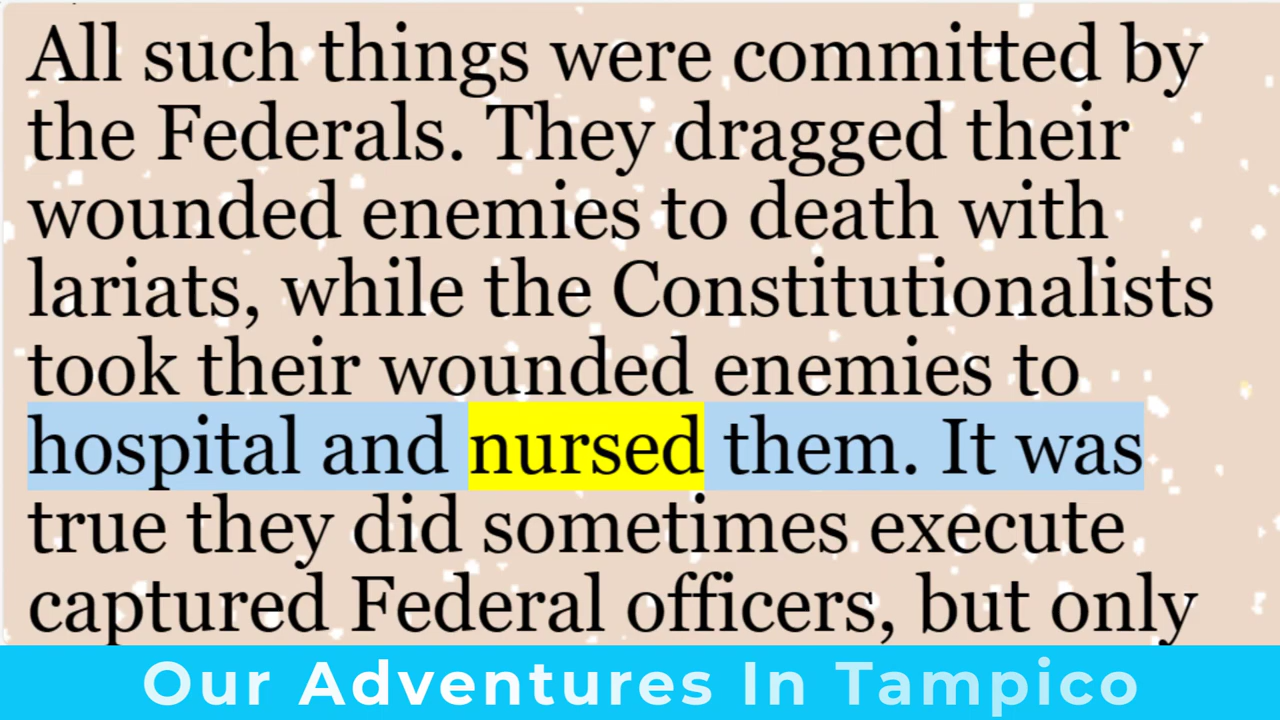 All such things were committed by
the Federals. They dragged their
wounded enemies to death with
lariats, while the Constitutionalists
took their wounded enemies to
hospital and nursed them. It was
true they did sometimes execute
captured Federal officers, but only
Our Adventures In Tampico